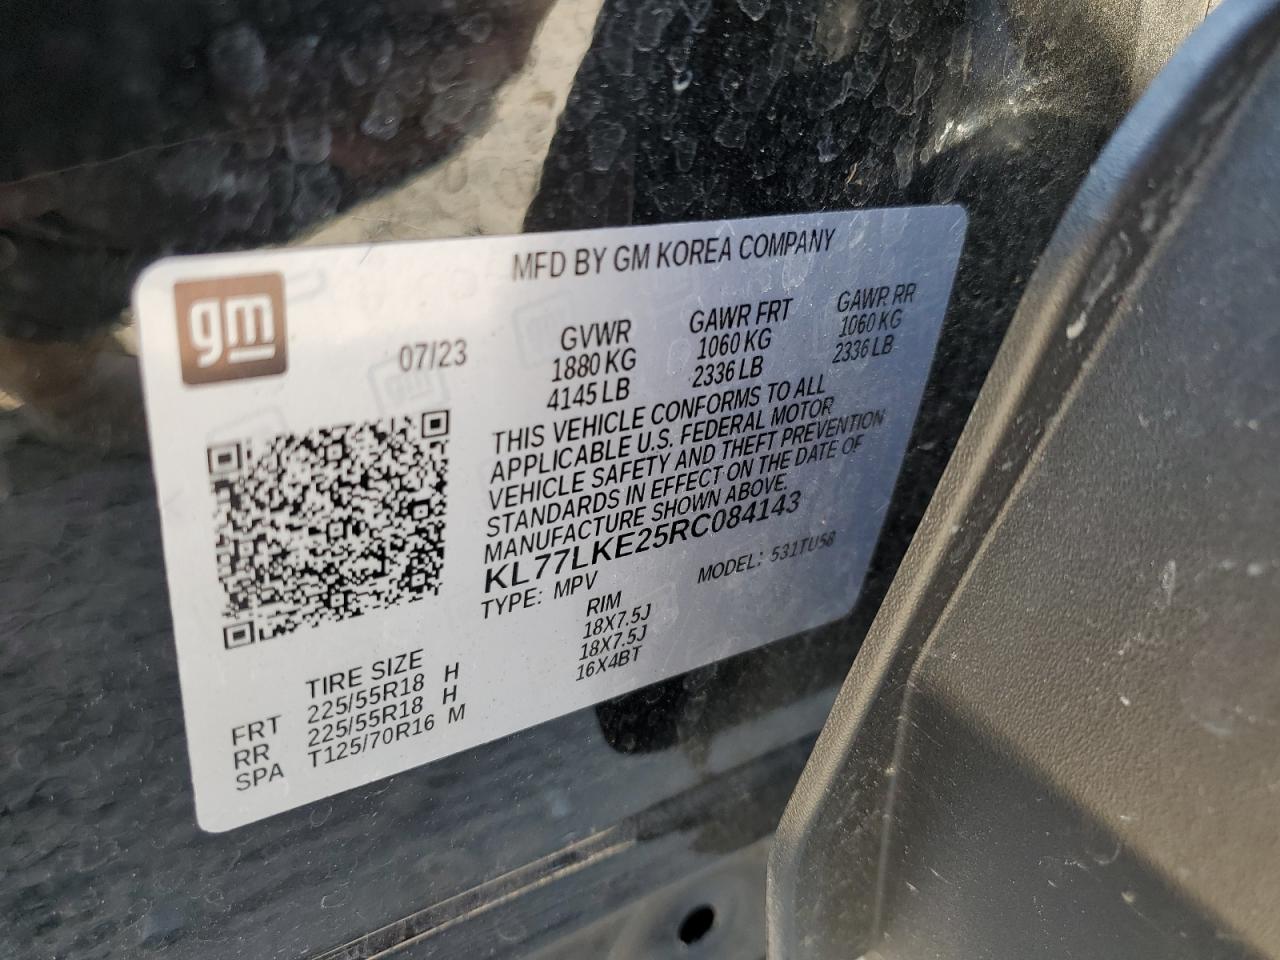 MFD BY GM KOREA COMPANY
gm
07/23
GVWR
1880 KG
4145 LB
GAWR FRT
1060 KG
2336 LB
GAWR RR
1060 KG
2336 LB
THIS VEHICLE CONFORMS TO ALL
APPLICABLE U.S. FEDERAL MOTOR
VEHICLE SAFETY AND THEFT PREVENTION
STANDARDS IN EFFECT ON THE DATE OF
MANUFACTURE SHOWN ABOVE.
KL77LKE25RC084143
TYPE: MPV
MODEL: 531TU58
TIRE SIZE
RIM
FRT 225/55R18 H 18X7.5J
RR 225/55R18 H 18X7.5J
SPA T125/70R16 M 16X4BT